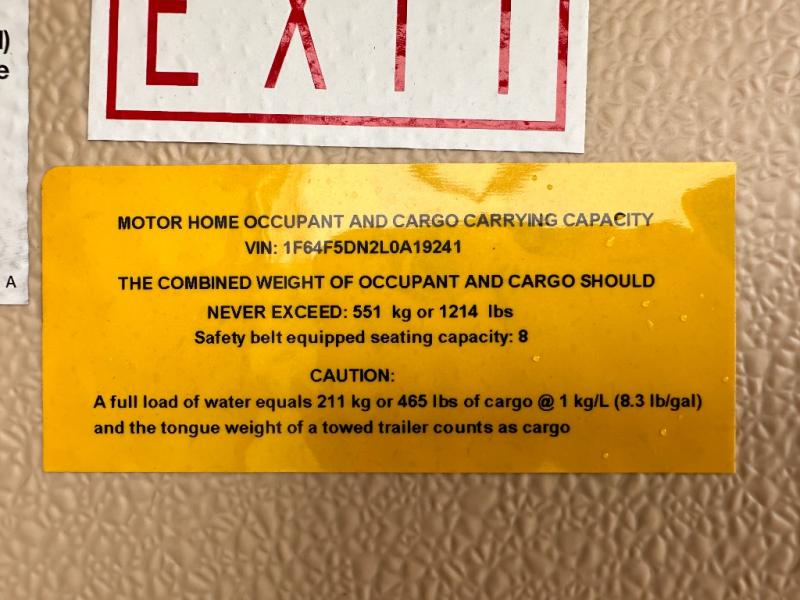 EXIT
l)
e
A
MOTOR HOME OCCUPANT AND CARGO CARRYING CAPACITY
VIN: 1F64F5DN2L0A19241
THE COMBINED WEIGHT OF OCCUPANT AND CARGO SHOULD
NEVER EXCEED: 551 kg or 1214 lbs
Safety belt equipped seating capacity: 8
CAUTION:
A full load of water equals 211 kg or 465 lbs of cargo @ 1 kg/L (8.3 lb/gal)
and the tongue weight of a towed trailer counts as cargo